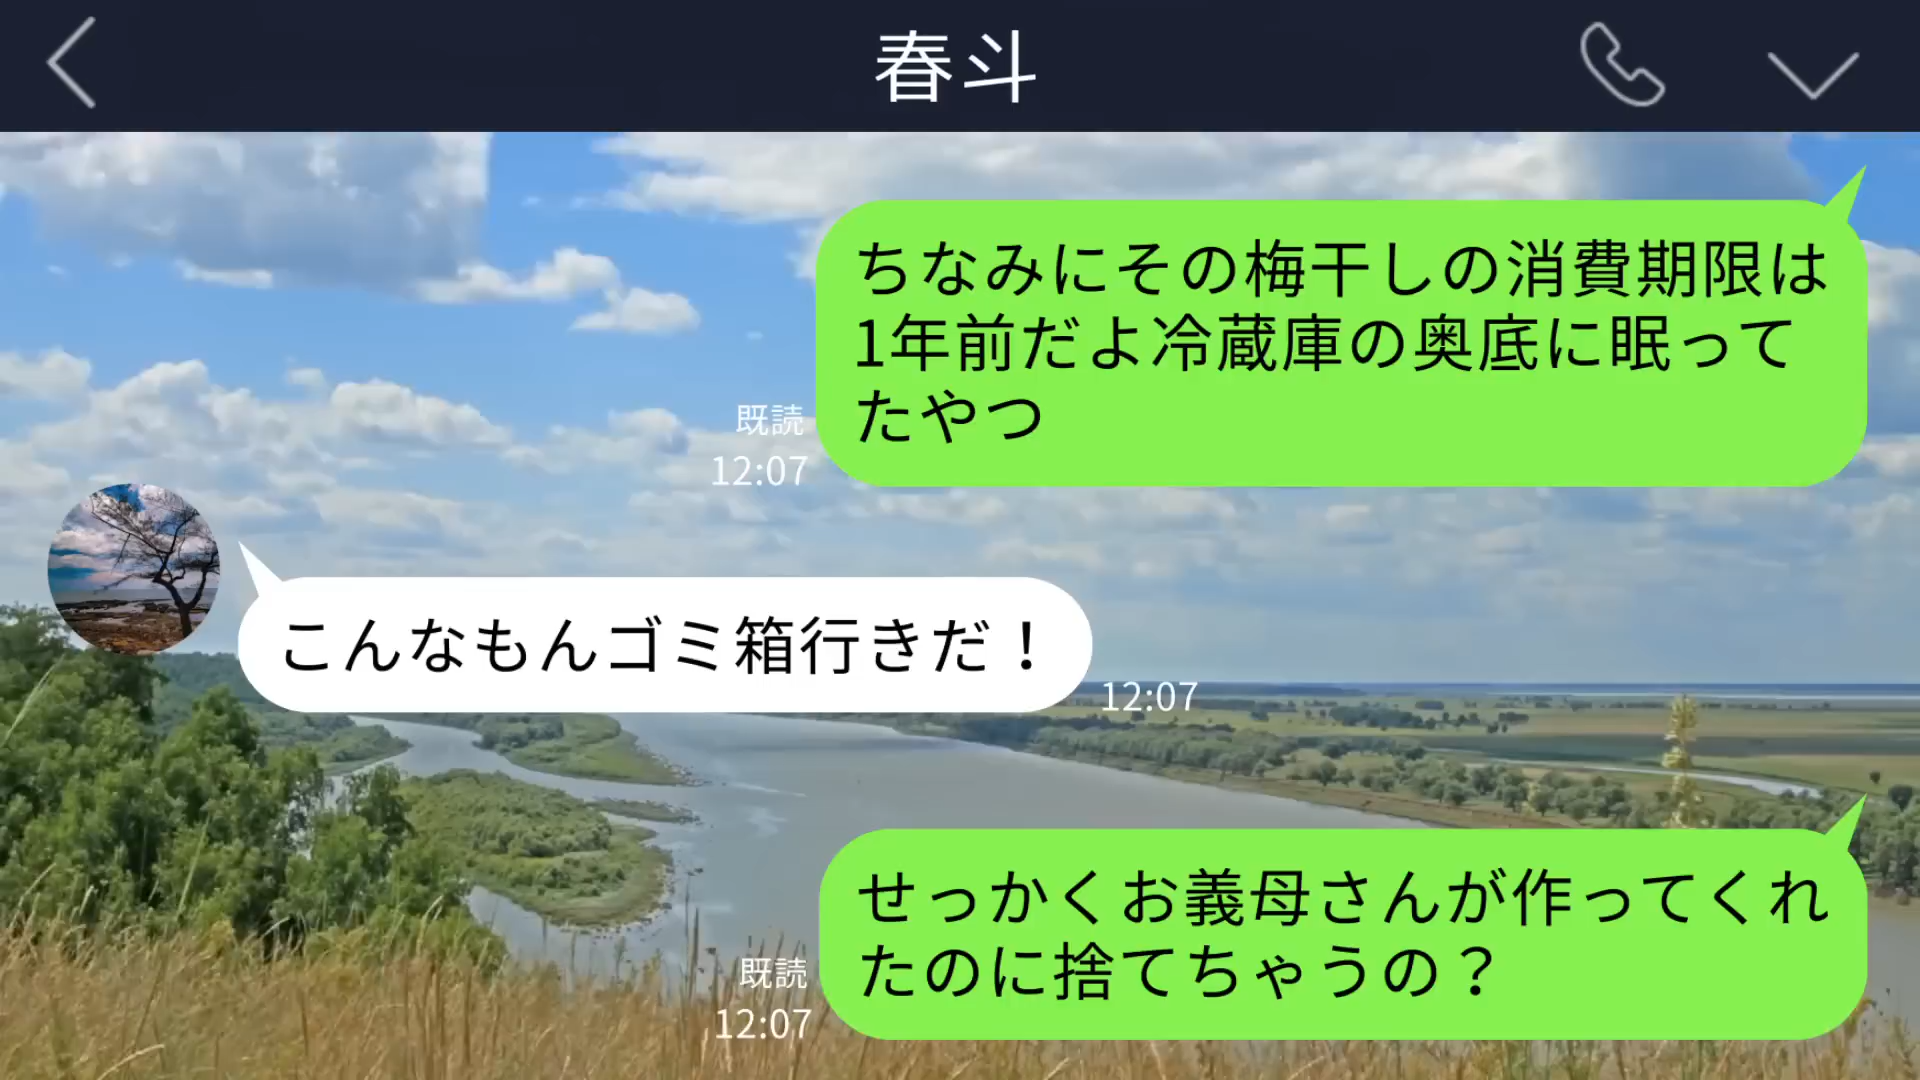 春斗
ちなみにその梅干しの消費期限は
1年前だよ冷蔵庫の奥底に眠って
たやつ
既読
12:07
こんなもんゴミ箱行きだ！
12:07
せっかくお義母さんが作ってくれ
たのに捨てちゃうの？
既読
12:07